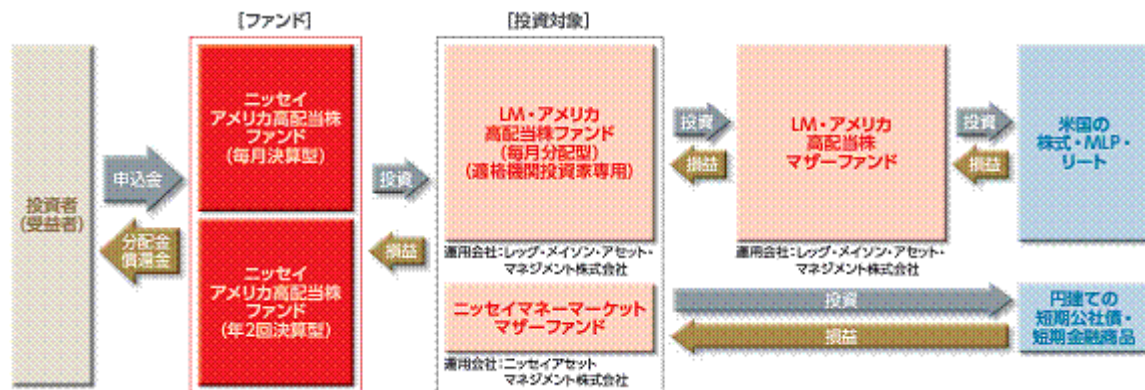 [ファンド]
[投資対象]
投資者
(受益者)
申込金
分配金
償還金
ニッセイ
アメリカ高配当株
ファンド
(毎月決算型)
ニッセイ
アメリカ高配当株
ファンド
(年2回決算型)
投資
損益
LM・アメリカ
高配当株ファンド
(毎月分配型)
(適格機関投資家専用)
運用会社:レッグ・メイソン・アセット・
マネジメント株式会社
ニッセイマネーマーケット
マザーファンド
運用会社:ニッセイアセット
マネジメント株式会社
投資
損益
LM・アメリカ
高配当株
マザーファンド
運用会社:レッグ・メイソン・アセット・
マネジメント株式会社
投資
損益
米国の
株式・MLP・
リート
投資
損益
円建ての
短期公社債・
短期金融商品